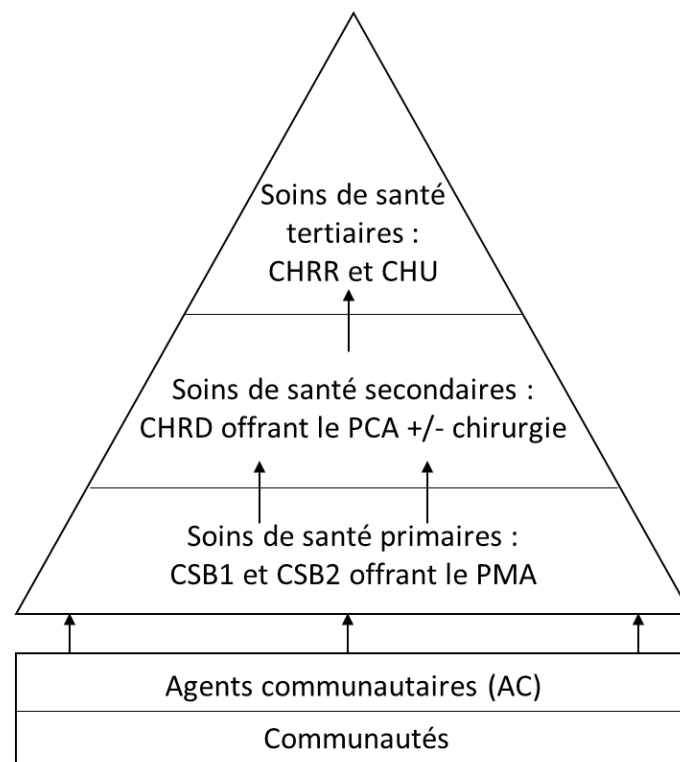 Soins de santé
tertiaires :
CHRR et CHU
Soins de santé secondaires :
CHRD offrant le PCA +/- chirurgie
Soins de santé primaires :
CSB1 et CSB2 offrant le PMA
Agents communautaires (AC)
Communautés